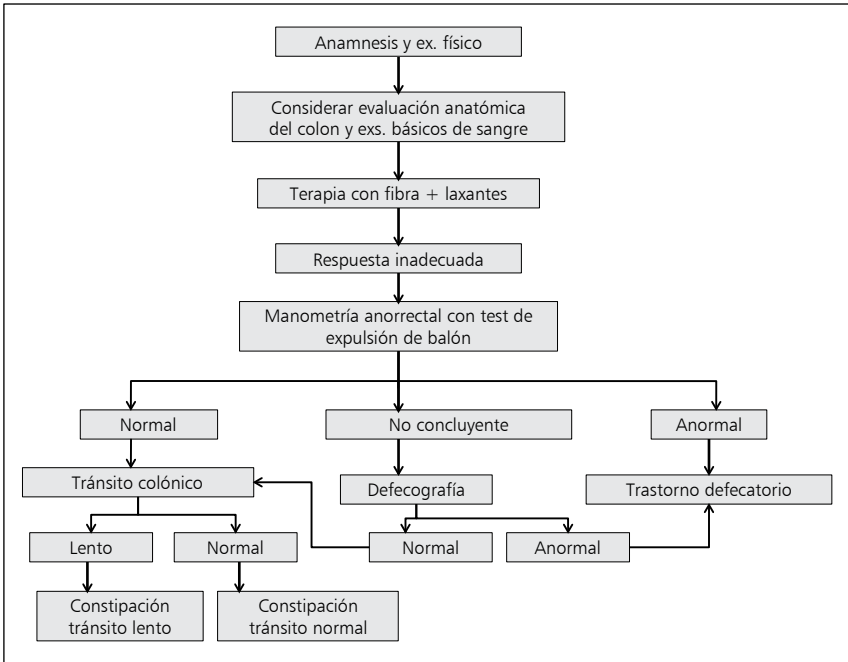 Anamnesis y ex. físico
Considerar evaluación anatómica
del colon y exs. básicos de sangre
Terapia con fibra + laxantes
Respuesta inadecuada
Manometría anorrectal con test de
expulsión de balón
Normal
No concluyente
Anormal
Tránsito colónico
Defecografía
Trastorno defecatorio
Lento
Normal
Normal
Anormal
Constipación
tránsito lento
Constipación
tránsito normal